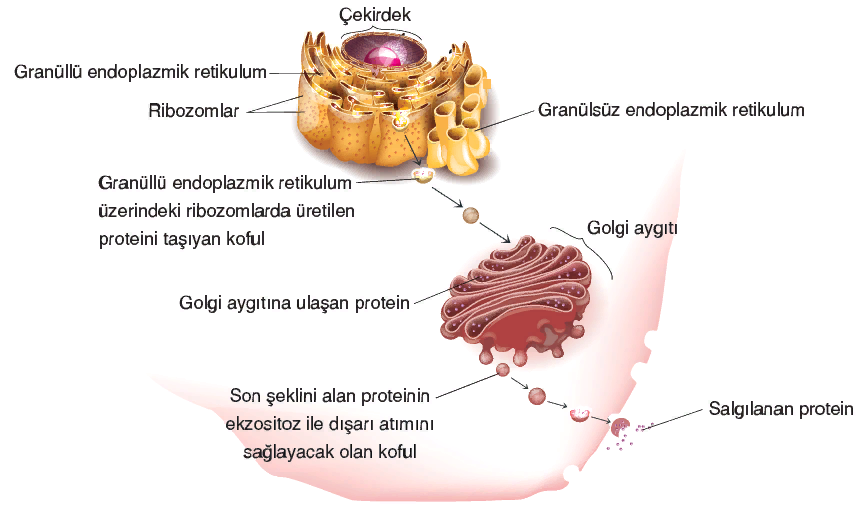 Çekirdek
Granüllü endoplazmik retikulum
Ribozomlar
Granülsüz endoplazmik retikulum
Granüllü endoplazmik retikulum
üzerindeki ribozomlarda üretilen
proteini taşıyan koful
Golgi aygıtı
Golgi aygıtına ulaşan protein
Son şeklini alan proteinin
ekzositoz ile dışarı atımını
sağlayacak olan koful
Salgılanan protein